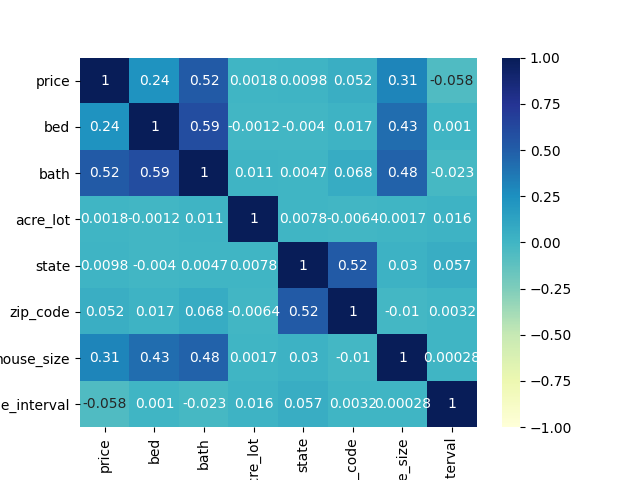 price 1 0.24 0.52 0.0018 0.0098 0.052 0.31 -0.058
bed 0.24 1 0.59 -0.0012 -0.004 0.017 0.43 0.001
bath 0.52 0.59 1 0.011 0.0047 0.068 0.48 -0.023
acre_lot 0.0018 -0.0012 0.011 1 0.0078 -0.0064 0.0017 0.016
state 0.0098 -0.004 0.0047 0.0078 1 0.52 0.03 0.057
zip_code 0.052 0.017 0.068 -0.0064 0.52 1 -0.01 0.0032
house_size 0.31 0.43 0.48 0.0017 0.03 -0.01 1 0.00028
e_interval -0.058 0.001 -0.023 0.016 0.057 0.0032 0.00028 1
price bed bath cre_lot state _code e_size terval
1.00
0.75
0.50
0.25
0.00
−0.25
−0.50
−0.75
−1.00